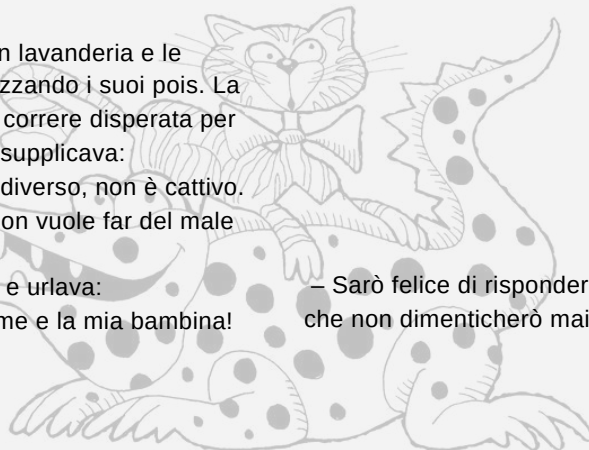 n lavanderia e le
zzando i suoi pois. La
correre disperata per
supplicava:
diverso, non è cattivo.
on vuole far del male
e urlava:
me e la mia bambina!
– Sarò felice di risponder
che non dimenticherò mai